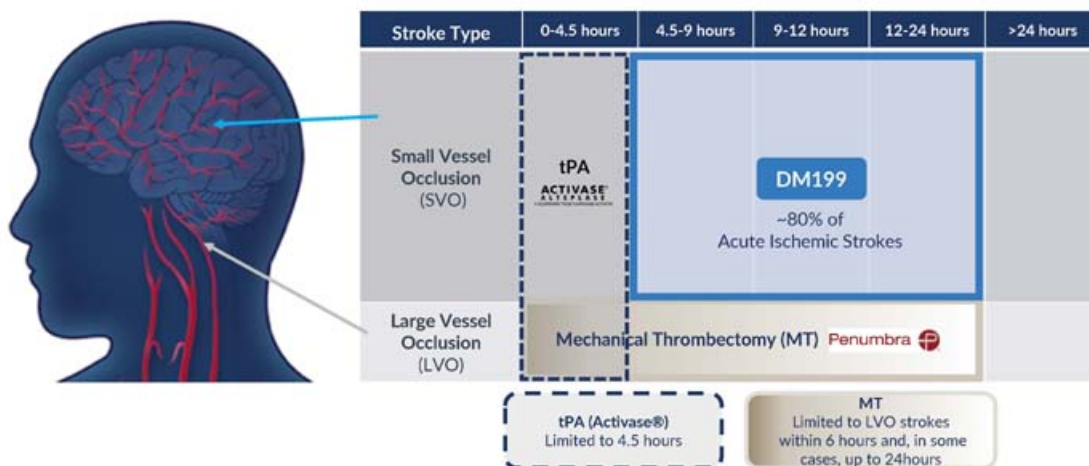 Stroke Type
0-4.5 hours
4.5-9 hours
9-12 hours
12-24 hours
>24 hours
Small Vessel
Occlusion
(SVO)
tPA
ACTIVASE®
ALTEPLASE
DM199
~80% of
Acute Ischemic Strokes
Large Vessel
Occlusion
(LVO)
Mechanical Thrombectomy (MT)
Penumbra
tPA (Activase®)
Limited to 4.5 hours
MT
Limited to LVO strokes
within 6 hours and, in some
cases, up to 24hours